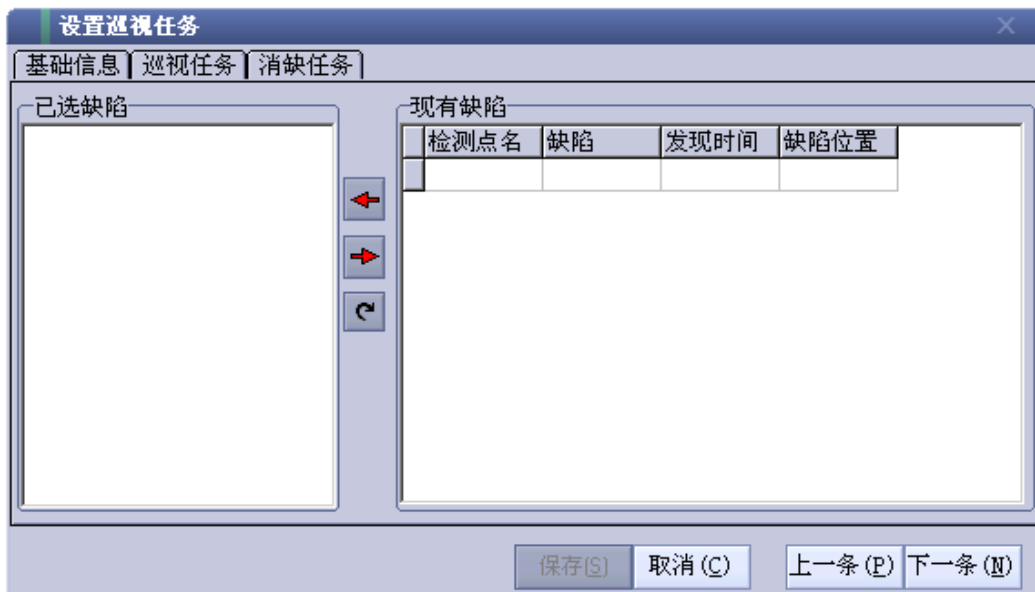 设置巡视任务
基础信息 巡视任务 消缺任务
已选缺陷 现有缺陷
检测点名 缺陷 发现时间 缺陷位置
保存(S) 取消(C) 上一条(P) 下一条(N)